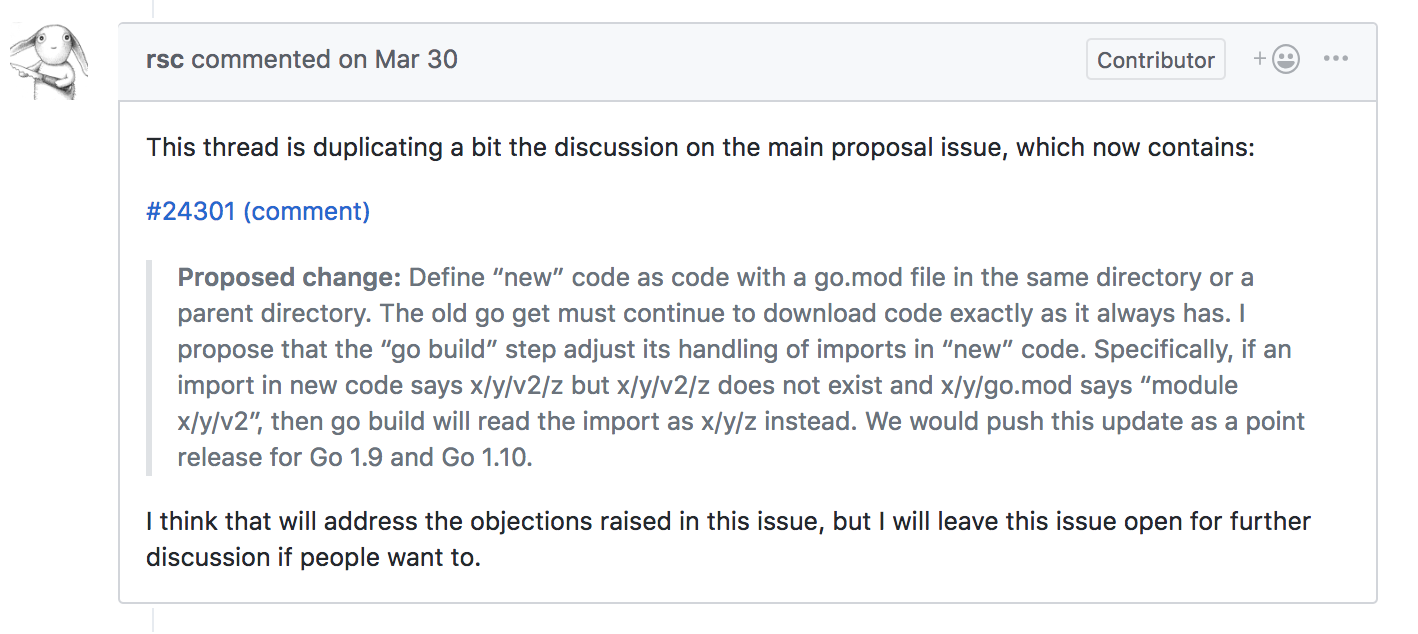 rsc commented on Mar 30
Contributor
This thread is duplicating a bit the discussion on the main proposal issue, which now contains:
#24301 (comment)
Proposed change: Define “new” code as code with a go.mod file in the same directory or a
parent directory. The old go get must continue to download code exactly as it always has. I
propose that the “go build” step adjust its handling of imports in “new” code. Specifically, if an
import in new code says x/y/v2/z but x/y/v2/z does not exist and x/y/go.mod says “module
x/y/v2”, then go build will read the import as x/y/z instead. We would push this update as a point
release for Go 1.9 and Go 1.10.
I think that will address the objections raised in this issue, but I will leave this issue open for further
discussion if people want to.